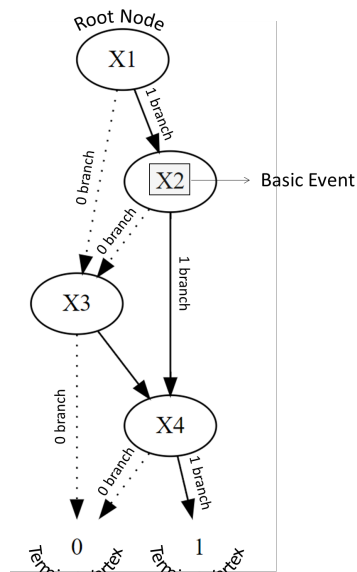 Root Node
X1
1 branch
0 branch
X2
Basic Event
0 branch
1 branch
X3
X4
0 branch
0 branch
1 branch
0
1